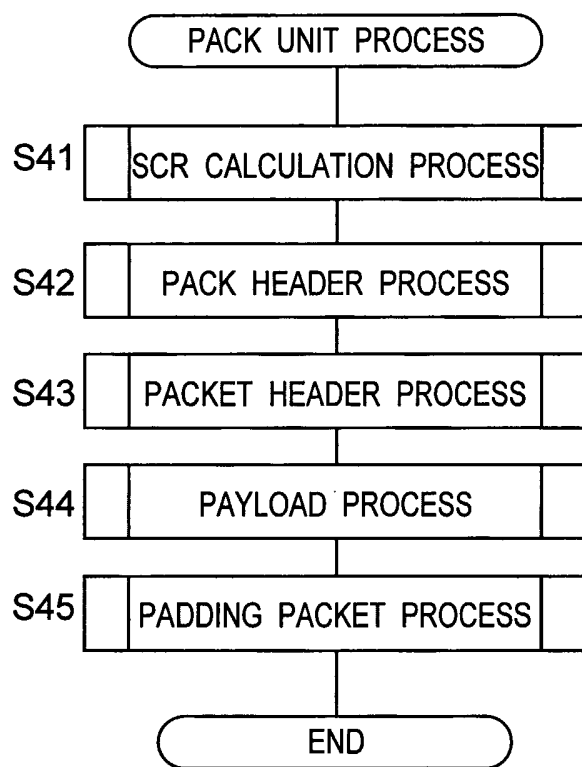 PACK UNIT PROCESS
S41 SCR CALCULATION PROCESS
S42 PACK HEADER PROCESS
S43 PACKET HEADER PROCESS
S44 PAYLOAD PROCESS
S45 PADDING PACKET PROCESS
END